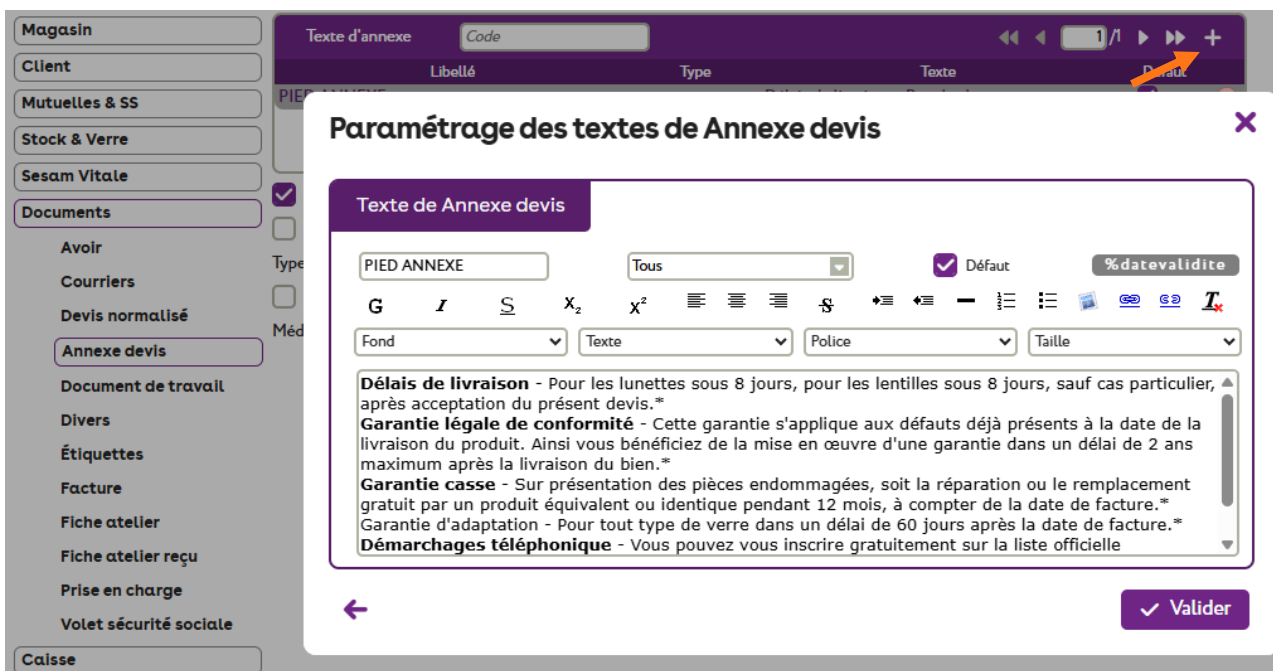 Magasin
Client
Mutuelles & SS
Stock & Verre
Sesam Vitale
Documents
Avoir
Courriers
Devis normalisé
Annexe devis
Document de travail
Divers
Étiquettes
Facture
Fiche atelier
Fiche atelier reçu
Prise en charge
Volet sécurité sociale
Caisse
Texte d'annexe Code 1 /1
Libellé Type Texte Défaut
Type
Méd
Paramétrage des textes de Annexe devis
Texte de Annexe devis
PIED ANNEXE Tous Défaut %datevalidite
G I S X2 X² S Tx
Fond Texte Police Taille
Délais de livraison - Pour les lunettes sous 8 jours, pour les lentilles sous 8 jours, sauf cas particulier,
après acceptation du présent devis.*
Garantie légale de conformité - Cette garantie s'applique aux défauts déjà présents à la date de la
livraison du produit. Ainsi vous bénéficiez de la mise en œuvre d'une garantie dans un délai de 2 ans
maximum après la livraison du bien.*
Garantie casse - Sur présentation des pièces endommagées, soit la réparation ou le remplacement
gratuit par un produit équivalent ou identique pendant 12 mois, à compter de la date de facture.*
Garantie d'adaptation - Pour tout type de verre dans un délai de 60 jours après la date de facture.*
Démarchages téléphonique - Vous pouvez vous inscrire gratuitement sur la liste officielle
Valider